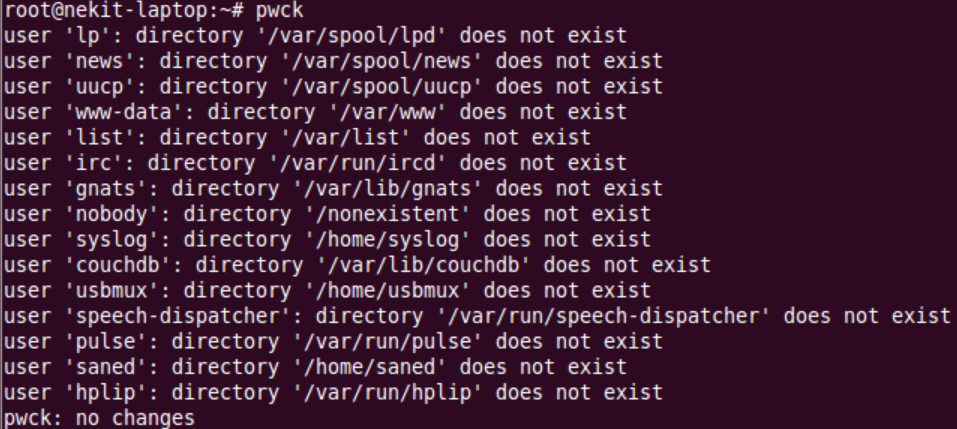 root@nekit-laptop:~# pwck
user 'lp': directory '/var/spool/lpd' does not exist
user 'news': directory '/var/spool/news' does not exist
user 'uucp': directory '/var/spool/uucp' does not exist
user 'www-data': directory '/var/www' does not exist
user 'list': directory '/var/list' does not exist
user 'irc': directory '/var/run/ircd' does not exist
user 'gnats': directory '/var/lib/gnats' does not exist
user 'nobody': directory '/nonexistent' does not exist
user 'syslog': directory '/home/syslog' does not exist
user 'couchdb': directory '/var/lib/couchdb' does not exist
user 'usbmux': directory '/home/usbmux' does not exist
user 'speech-dispatcher': directory '/var/run/speech-dispatcher' does not exist
user 'pulse': directory '/var/run/pulse' does not exist
user 'saned': directory '/home/saned' does not exist
user 'hplip': directory '/var/run/hplip' does not exist
pwck: no changes